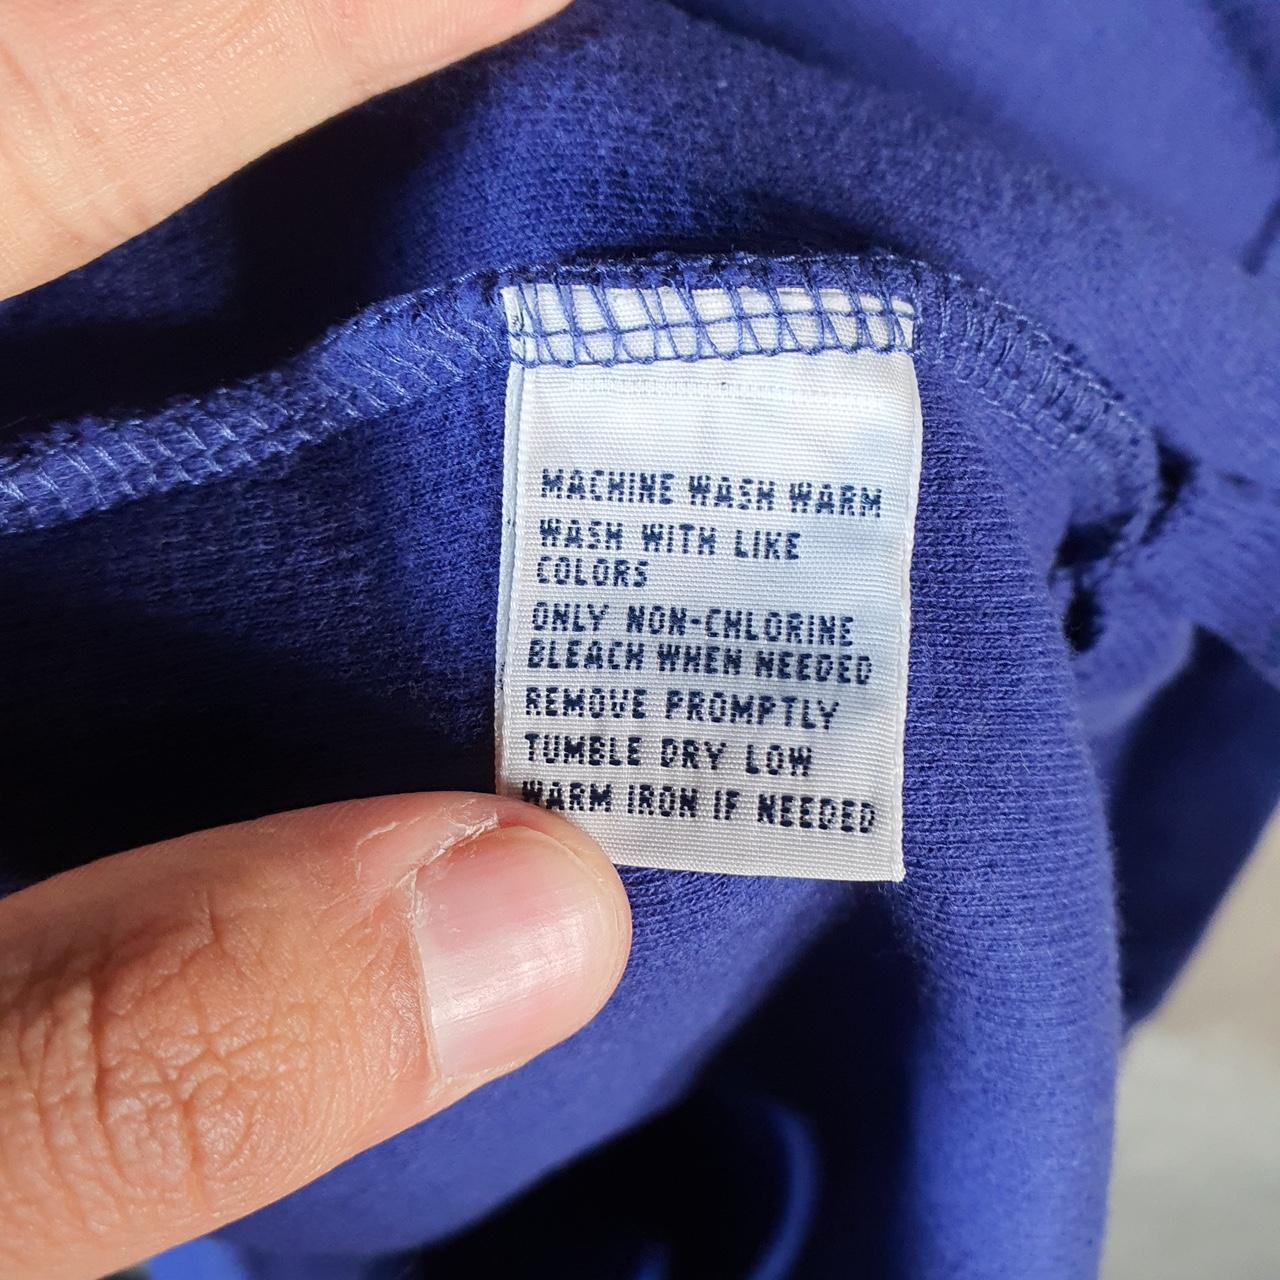 MACHINE WASH WARM
WASH WITH LIKE
COLORS
ONLY NON-CHLORINE
BLEACH WHEN NEEDED
REMOVE PROMPTLY
TUMBLE DRY LOW
WARM IRON IF NEEDED